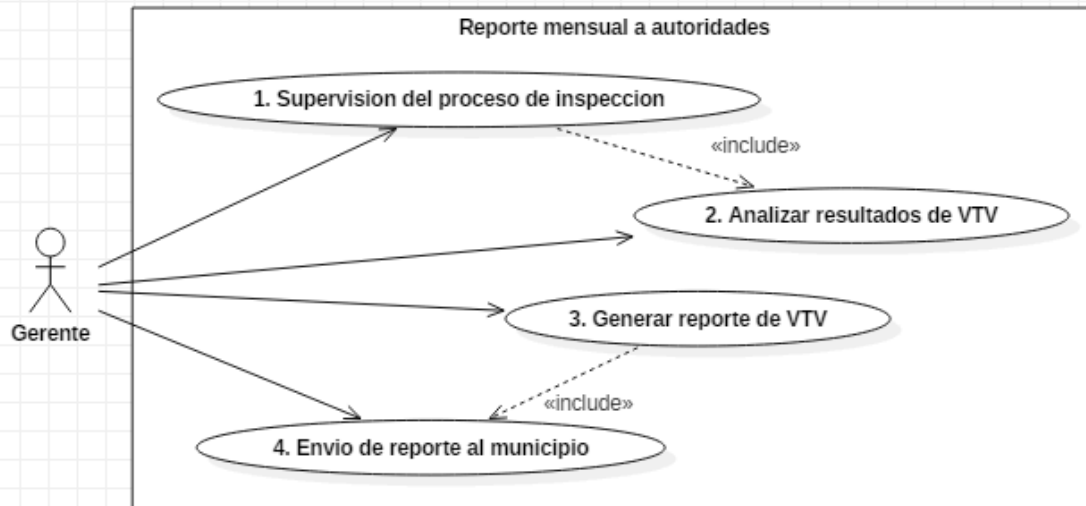 Reporte mensual a autoridades
1. Supervision del proceso de inspeccion
«include»
2. Analizar resultados de VTV
Gerente
3. Generar reporte de VTV
«include»
4. Envio de reporte al municipio